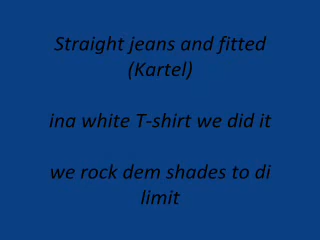 Straight jeans and fitted
(Kartel)
ina white T-shirt we did it
we rock dem shades to di
limit